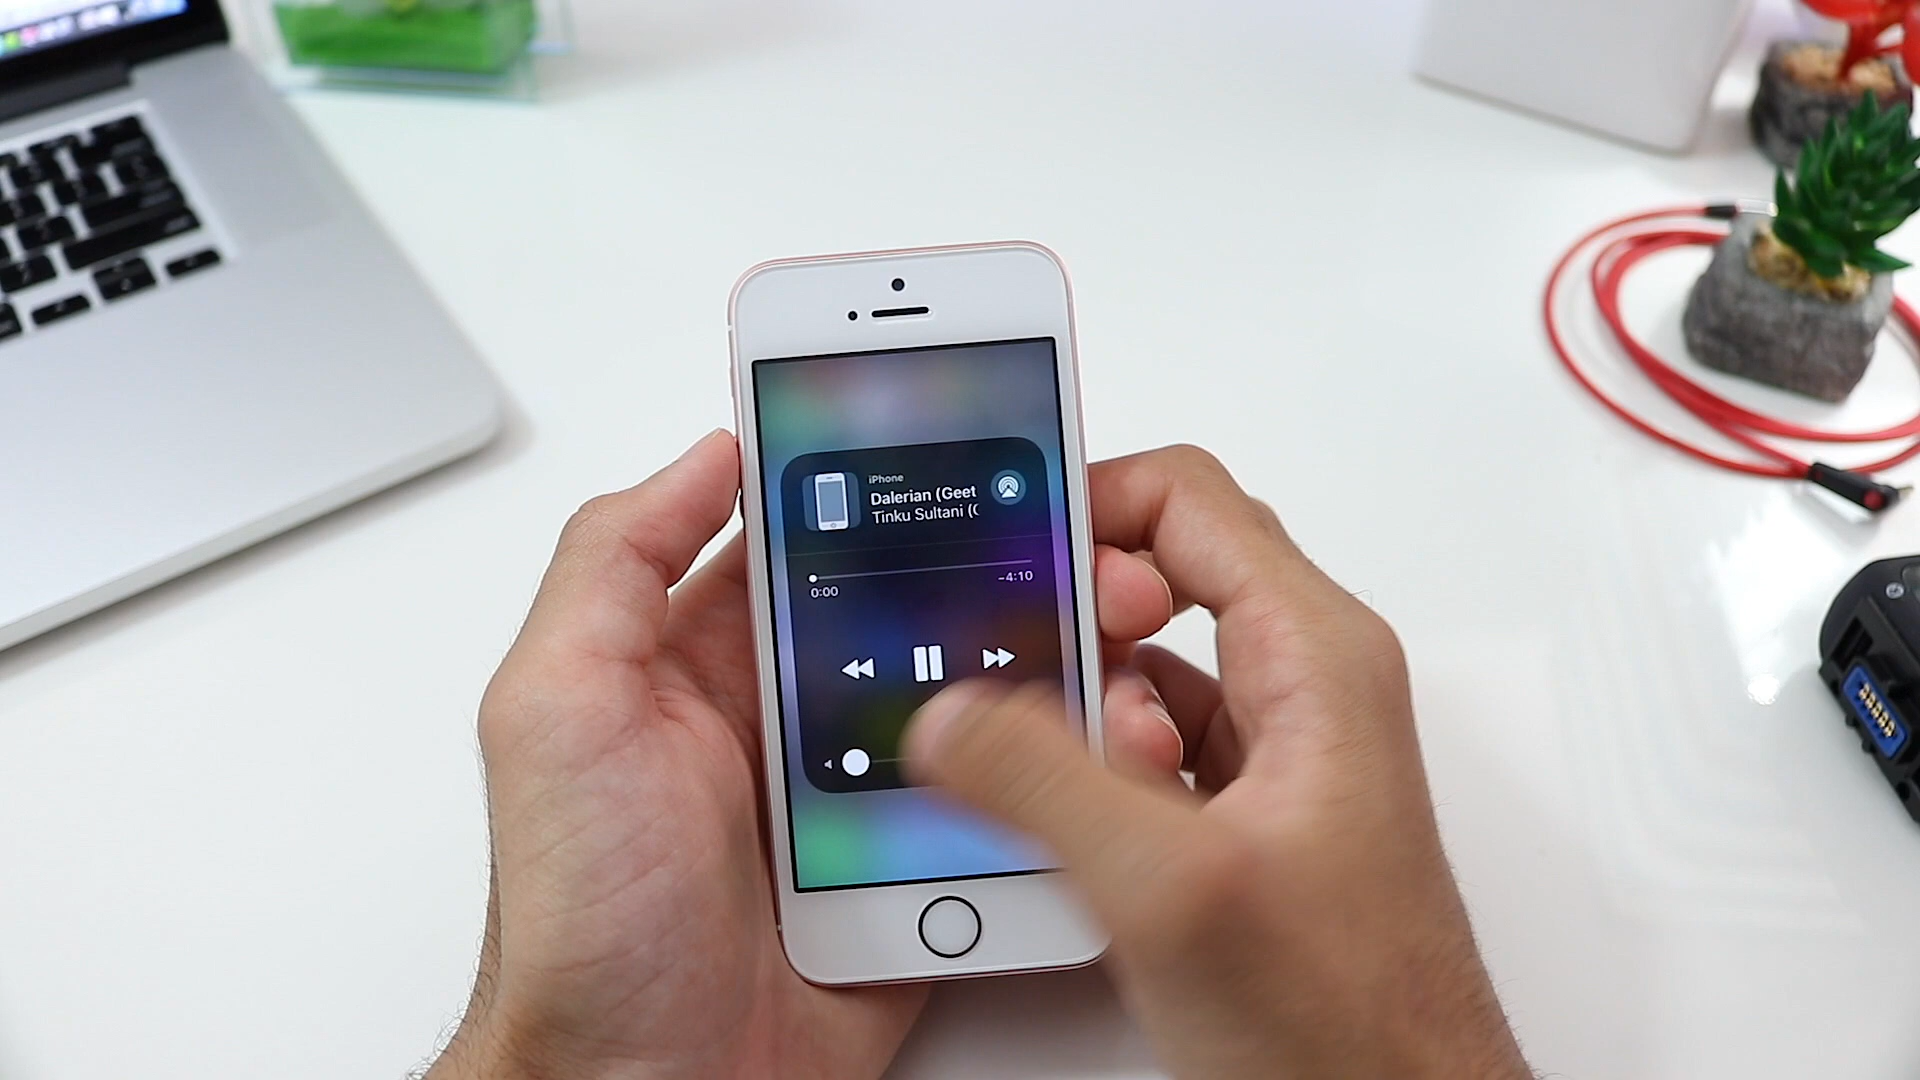 iPhone
Dalerian (Geet
Tinku Sultani ((
0:00
-4:10